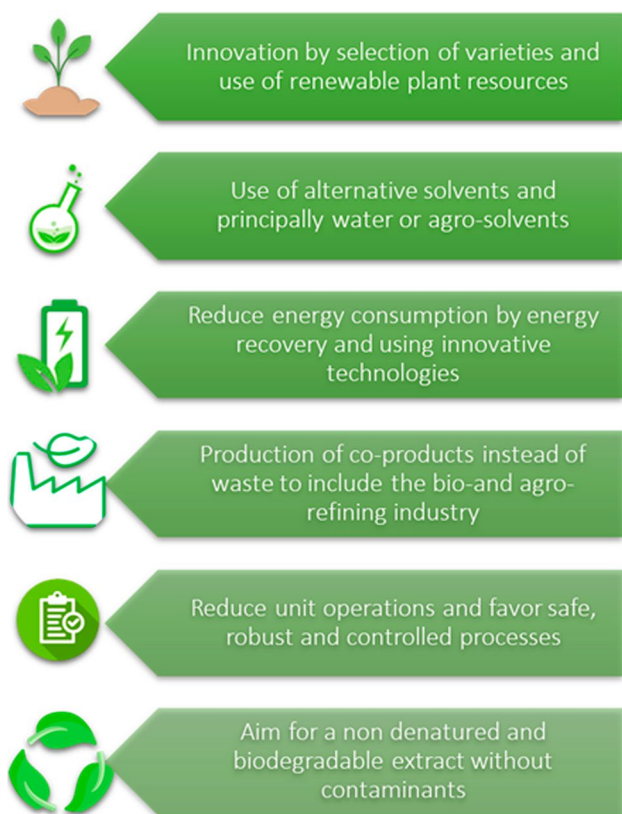 Innovation by selection of varieties and
use of renewable plant resources
Use of alternative solvents and
principally water or agro-solvents
Reduce energy consumption by energy
recovery and using innovative
technologies
Production of co-products instead of
waste to include the bio-and agro-
refining industry
Reduce unit operations and favor safe,
robust and controlled processes
Aim for a non denatured and
biodegradable extract without
contaminants